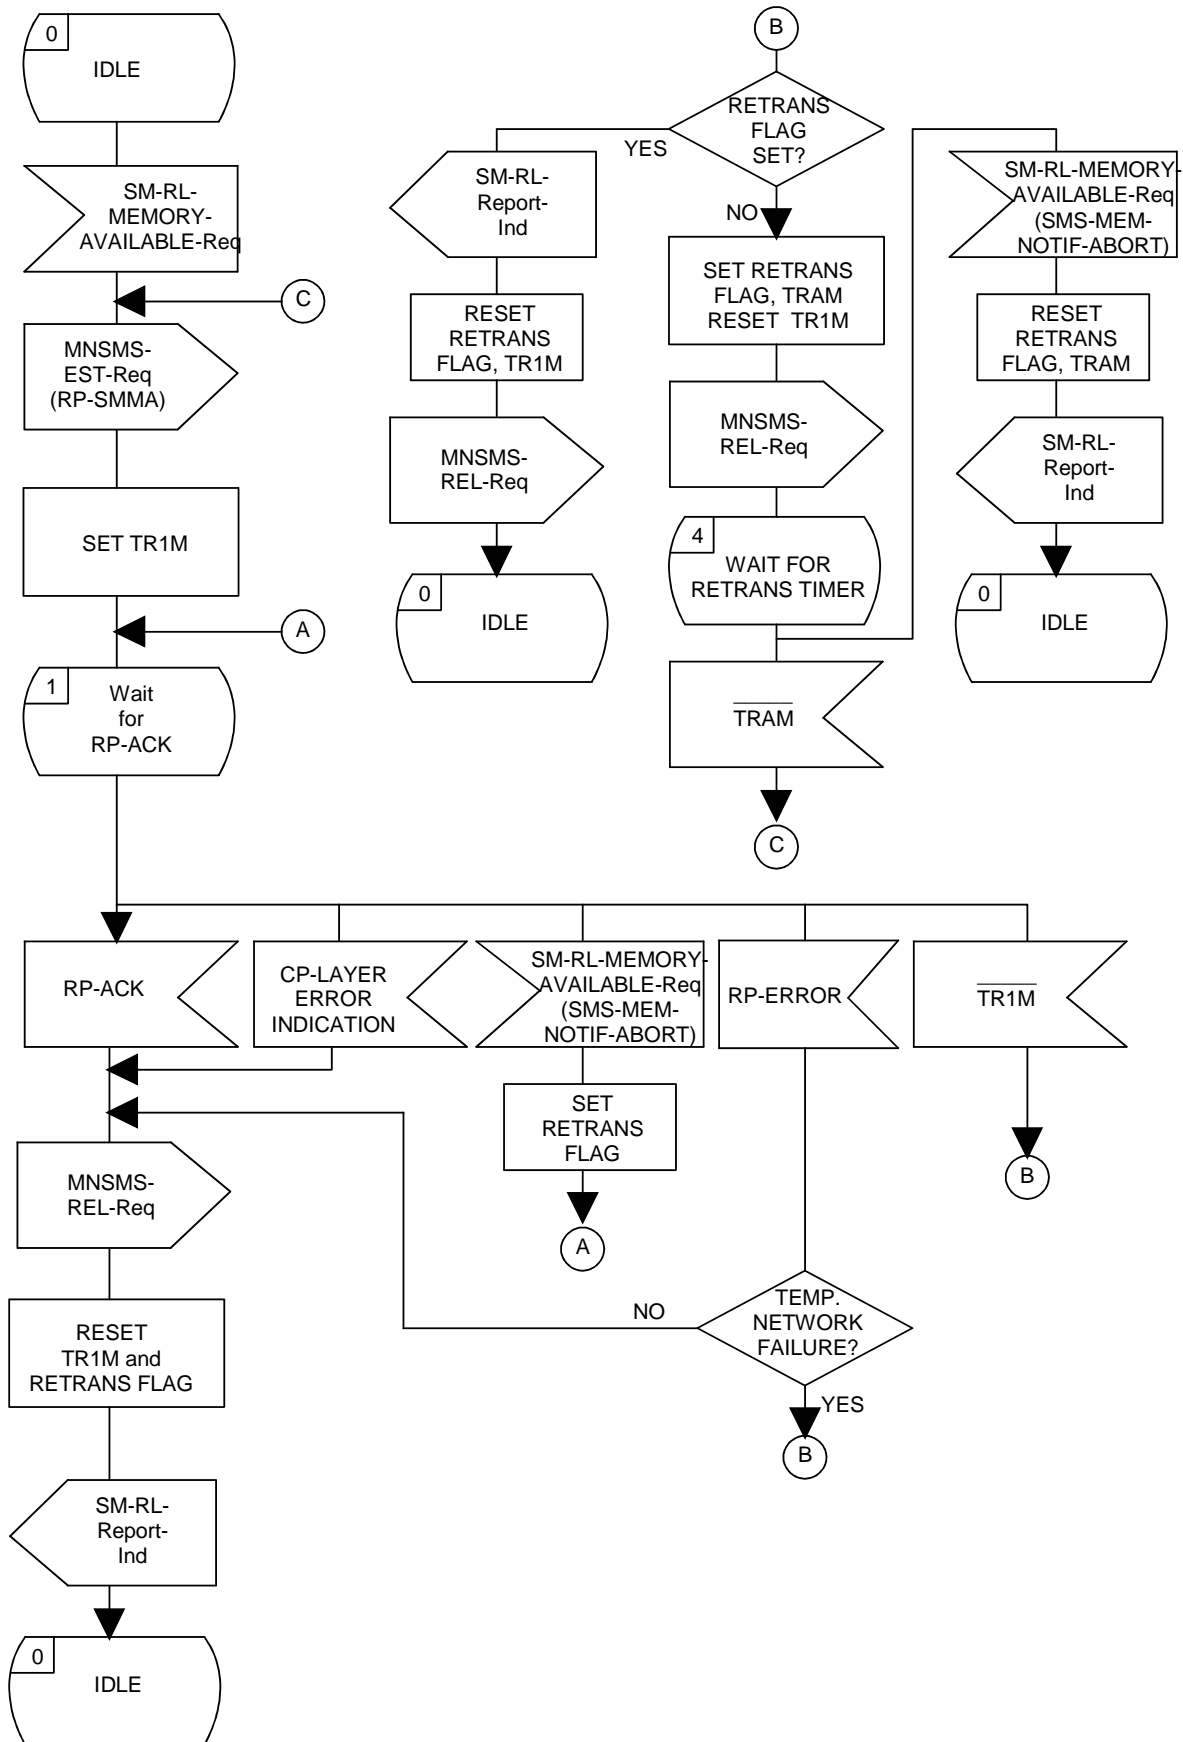 0
IDLE
SM-RL-
MEMORY-
AVAILABLE-Req
C
MNSMS-
EST-Req
(RP-SMMA)
SET TR1M
A
1
Wait
for
RP-ACK
B
RETRANS
FLAG
SET?
YES
NO
SM-RL-
Report-
Ind
RESET
RETRANS
FLAG, TR1M
MNSMS-
REL-Req
0
IDLE
SET RETRANS
FLAG, TRAM
RESET TR1M
MNSMS-
REL-Req
4
WAIT FOR
RETRANS TIMER
TRAM
C
SM-RL-MEMORY-
AVAILABLE-Req
(SMS-MEM-
NOTIF-ABORT)
RESET
RETRANS
FLAG, TRAM
SM-RL-
Report-
Ind
0
IDLE
RP-ACK
CP-LAYER
ERROR
INDICATION
SM-RL-MEMORY-
AVAILABLE-Req
(SMS-MEM-
NOTIF-ABORT)
RP-ERROR
TR1M
SET
RETRANS
FLAG
A
B
MNSMS-
REL-Req
TEMP.
NETWORK
FAILURE?
NO
YES
B
RESET
TR1M and
RETRANS FLAG
SM-RL-
Report-
Ind
0
IDLE